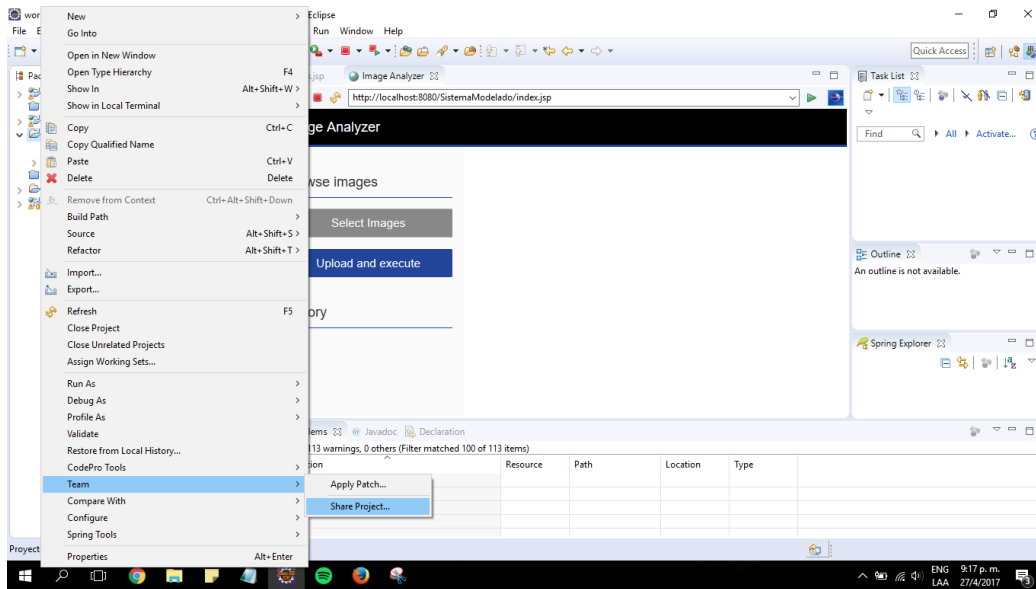 wor
Eclipse
File E
Run Window Help
Quick Access
New
Go Into
Open in New Window
Open Type Hierarchy F4
Show In Alt+Shift+W >
Show in Local Terminal
Copy Ctrl+C
Copy Qualified Name
Paste Ctrl+V
Delete Delete
Remove from Context Ctrl+Alt+Shift+Down
Build Path
Source Alt+Shift+S >
Refactor Alt+Shift+T >
Import...
Export...
Refresh F5
Close Project
Close Unrelated Projects
Assign Working Sets...
Run As
Debug As
Profile As
Validate
Restore from Local History...
CodePro Tools
Team
Compare With
Configure
Spring Tools
Properties Alt+Enter
Apply Patch...
Share Project...
Pac
.jsp
Image Analyzer
http://localhost:8080/SistemaModelado/index.jsp
ge Analyzer
wse images
Select Images
Upload and execute
ory
Task List
Find
All
Activate...
Outline
An outline is not available.
Spring Explorer
lems
@ Javadoc
Declaration
113 warnings, 0 others (Filter matched 100 of 113 items)
tion Resource Path Location Type
Proyect
ENG 9:17 p. m.
LAA 27/4/2017
3